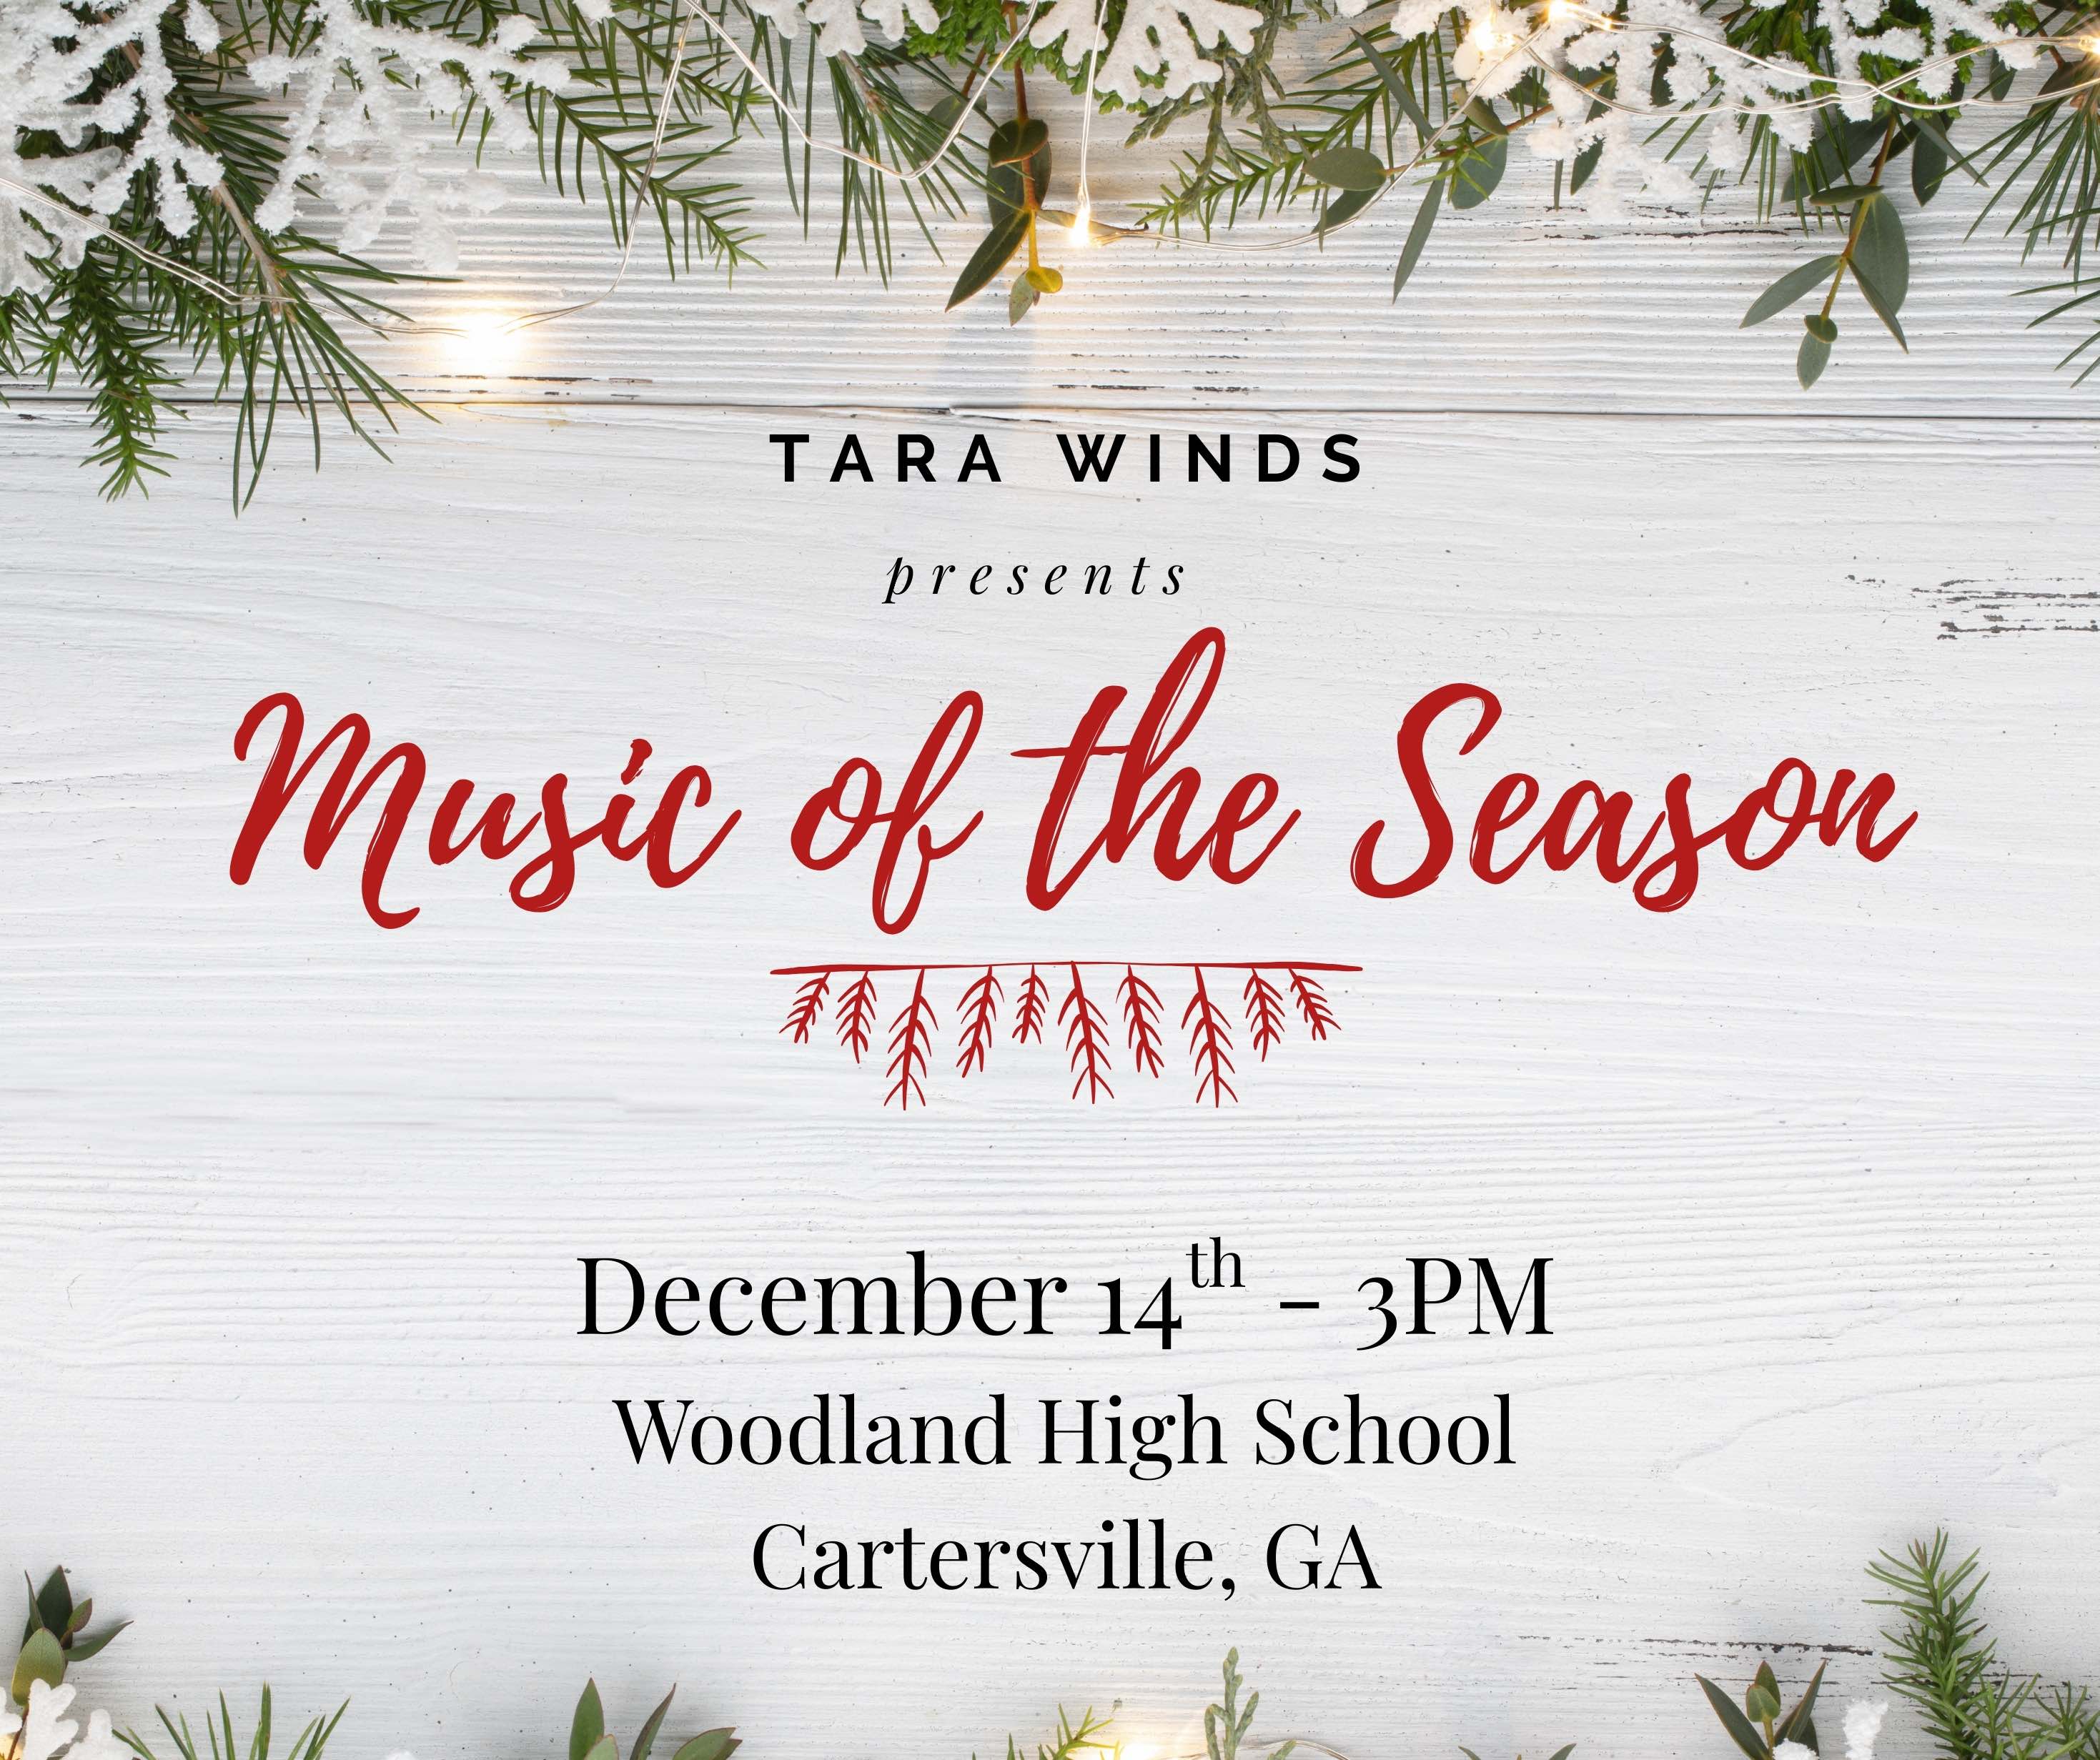 TARA WINDS
presents
Music of the Season
December 14th - 3PM
Woodland High School
Cartersville, GA